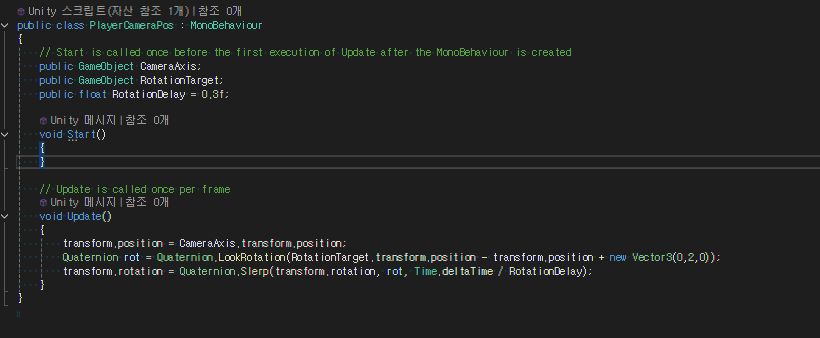 Unity 스크립트(자산 참조 1개)|참조 0개
public class PlayerCameraPos : MonoBehaviour
{
// Start is called once before the first execution of Update after the MonoBehaviour is created
public GameObject CameraAxis;
public GameObject RotationTarget;
public float RotationDelay = 0.3f;
Unity 메시지|참조 0개
void Start()
{
}
// Update is called once per frame
Unity 메시지|참조 0개
void Update()
{
transform.position = CameraAxis.transform.position;
Quaternion rot = Quaternion.LookRotation(RotationTarget.transform.position - transform.position + new Vector3(0,2,0));
transform.rotation = Quaternion.Slerp(transform.rotation, rot, Time.deltaTime / RotationDelay);
}
}